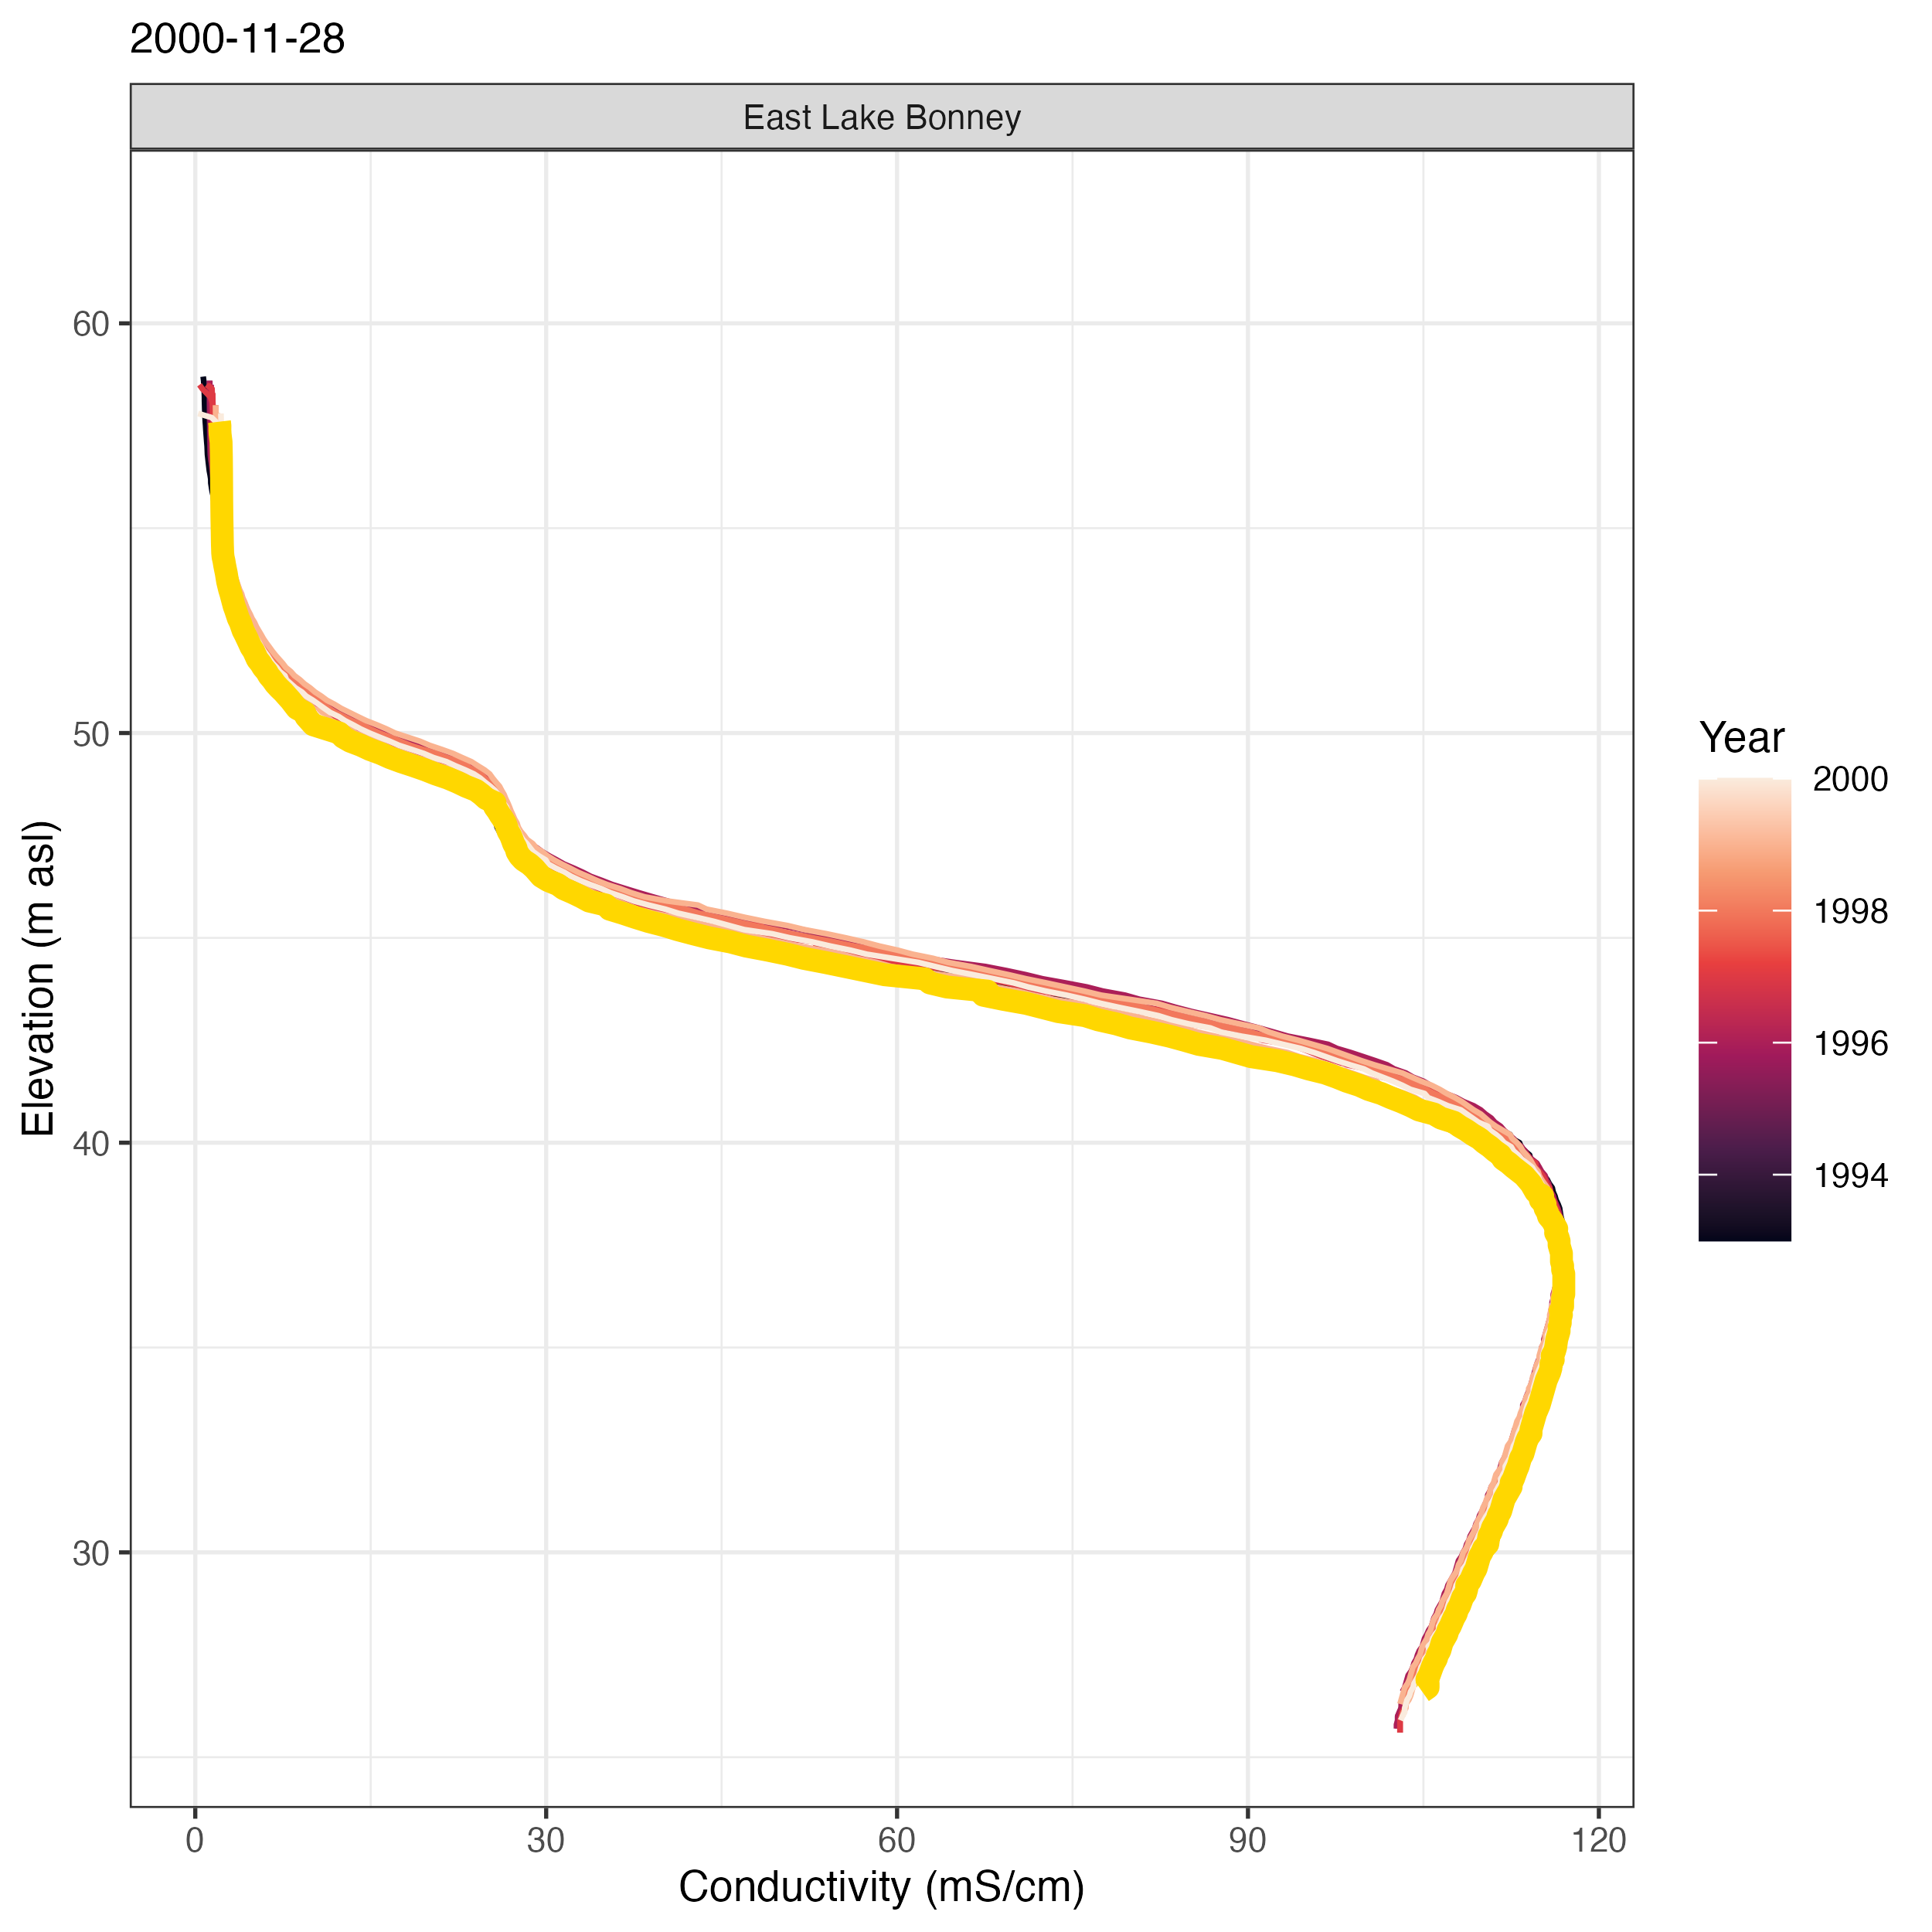 2000-11-28
East Lake Bonney
60
50
40
30
Elevation (m asl)
0 30 60 90 120
Conductivity (mS/cm)
Year
2000
1998
1996
1994